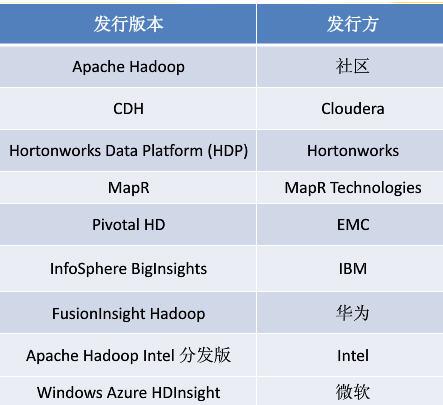 发行版本 发行方
Apache Hadoop 社区
CDH Cloudera
Hortonworks Data Platform (HDP) Hortonworks
MapR MapR Technologies
Pivotal HD EMC
InfoSphere BigInsights IBM
FusionInsight Hadoop 华为
Apache Hadoop Intel 分发版 Intel
Windows Azure HDInsight 微软